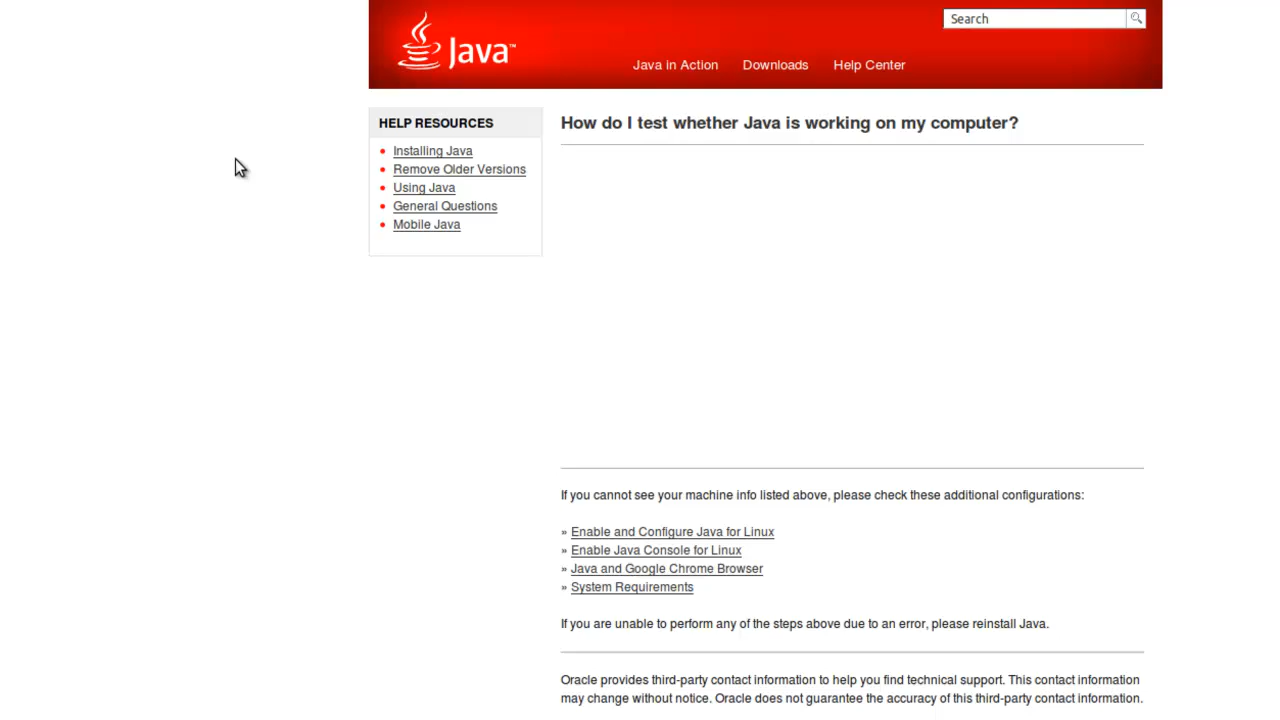 Java™
Search
Java in Action
Downloads
Help Center
HELP RESOURCES
Installing Java
Remove Older Versions
Using Java
General Questions
Mobile Java
How do I test whether Java is working on my computer?
If you cannot see your machine info listed above, please check these additional configurations:
» Enable and Configure Java for Linux
» Enable Java Console for Linux
» Java and Google Chrome Browser
» System Requirements
If you are unable to perform any of the steps above due to an error, please reinstall Java.
Oracle provides third-party contact information to help you find technical support. This contact information
may change without notice. Oracle does not guarantee the accuracy of this third-party contact information.